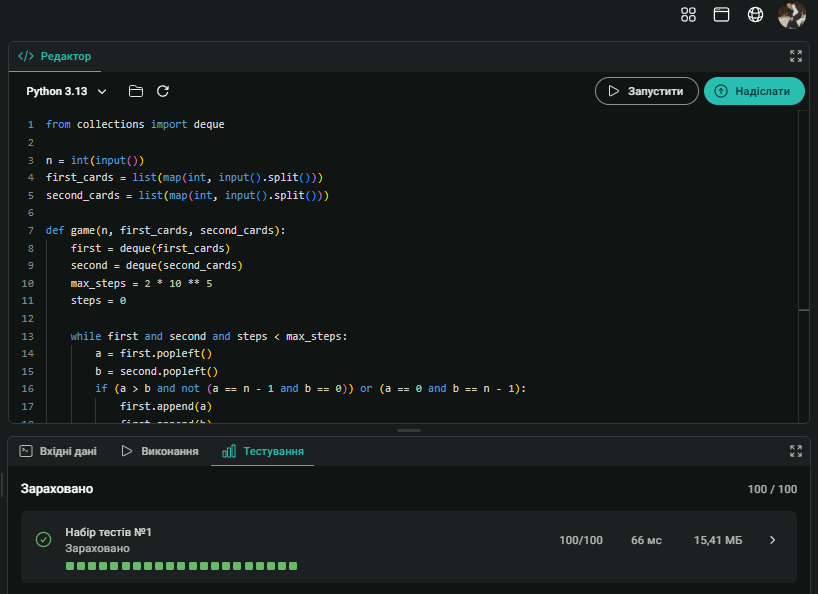 </> Редактор
Python 3.13
Запустити
Надіслати
1 from collections import deque
2
3 n = int(input())
4 first_cards = list(map(int, input().split()))
5 second_cards = list(map(int, input().split()))
6
7 def game(n, first_cards, second_cards):
8 first = deque(first_cards)
9 second = deque(second_cards)
10 max_steps = 2 * 10 ** 5
11 steps = 0
12
13 while first and second and steps < max_steps:
14 a = first.popleft()
15 b = second.popleft()
16 if (a > b and not (a == n - 1 and b == 0)) or (a == 0 and b == n - 1):
17 first.append(a)
Вхідні дані
Виконання
Тестування
Зараховано
100 / 100
Набір тестів №1
Зараховано
100/100
66 мс
15,41 МБ